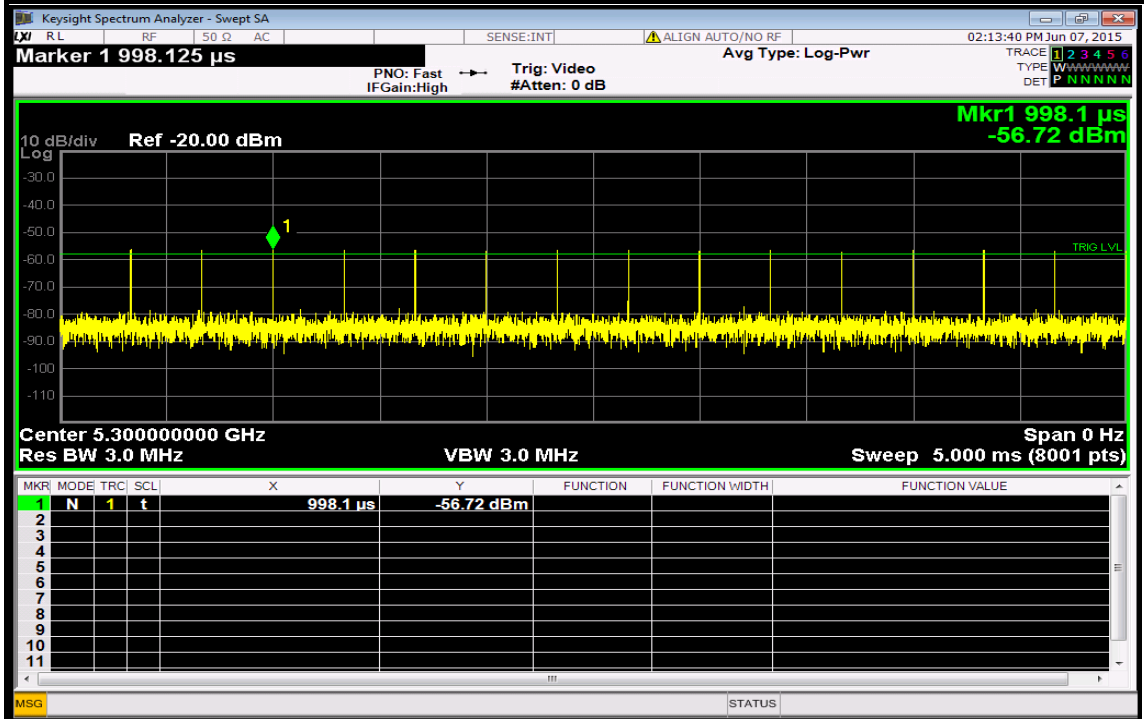 Keysight Spectrum Analyzer - Swept SA
LXI RL RF 50 Ω AC SENSE:INT ALIGN AUTO/NO RF 02:13:40 PM Jun 07, 2015
Marker 1 998.125 µs
Avg Type: Log-Pwr
TRACE 1 2 3 4 5 6
TYPE WWWWWW
DET P N N N N N
PNO: Fast
IFGain:High
Trig: Video
#Atten: 0 dB
Mkr1 998.1 µs
-56.72 dBm
10 dB/div Ref -20.00 dBm
Log
-30.0
-40.0
1
-50.0
TRIG LVL
-60.0
-70.0
-80.0
-90.0
-100
-110
Center 5.300000000 GHz Span 0 Hz
Res BW 3.0 MHz VBW 3.0 MHz Sweep 5.000 ms (8001 pts)
MKR MODE TRC SCL X Y FUNCTION FUNCTION WIDTH FUNCTION VALUE
1 N 1 t 998.1 µs -56.72 dBm
2
3
4
5
6
7
8
9
10
11
MSG STATUS